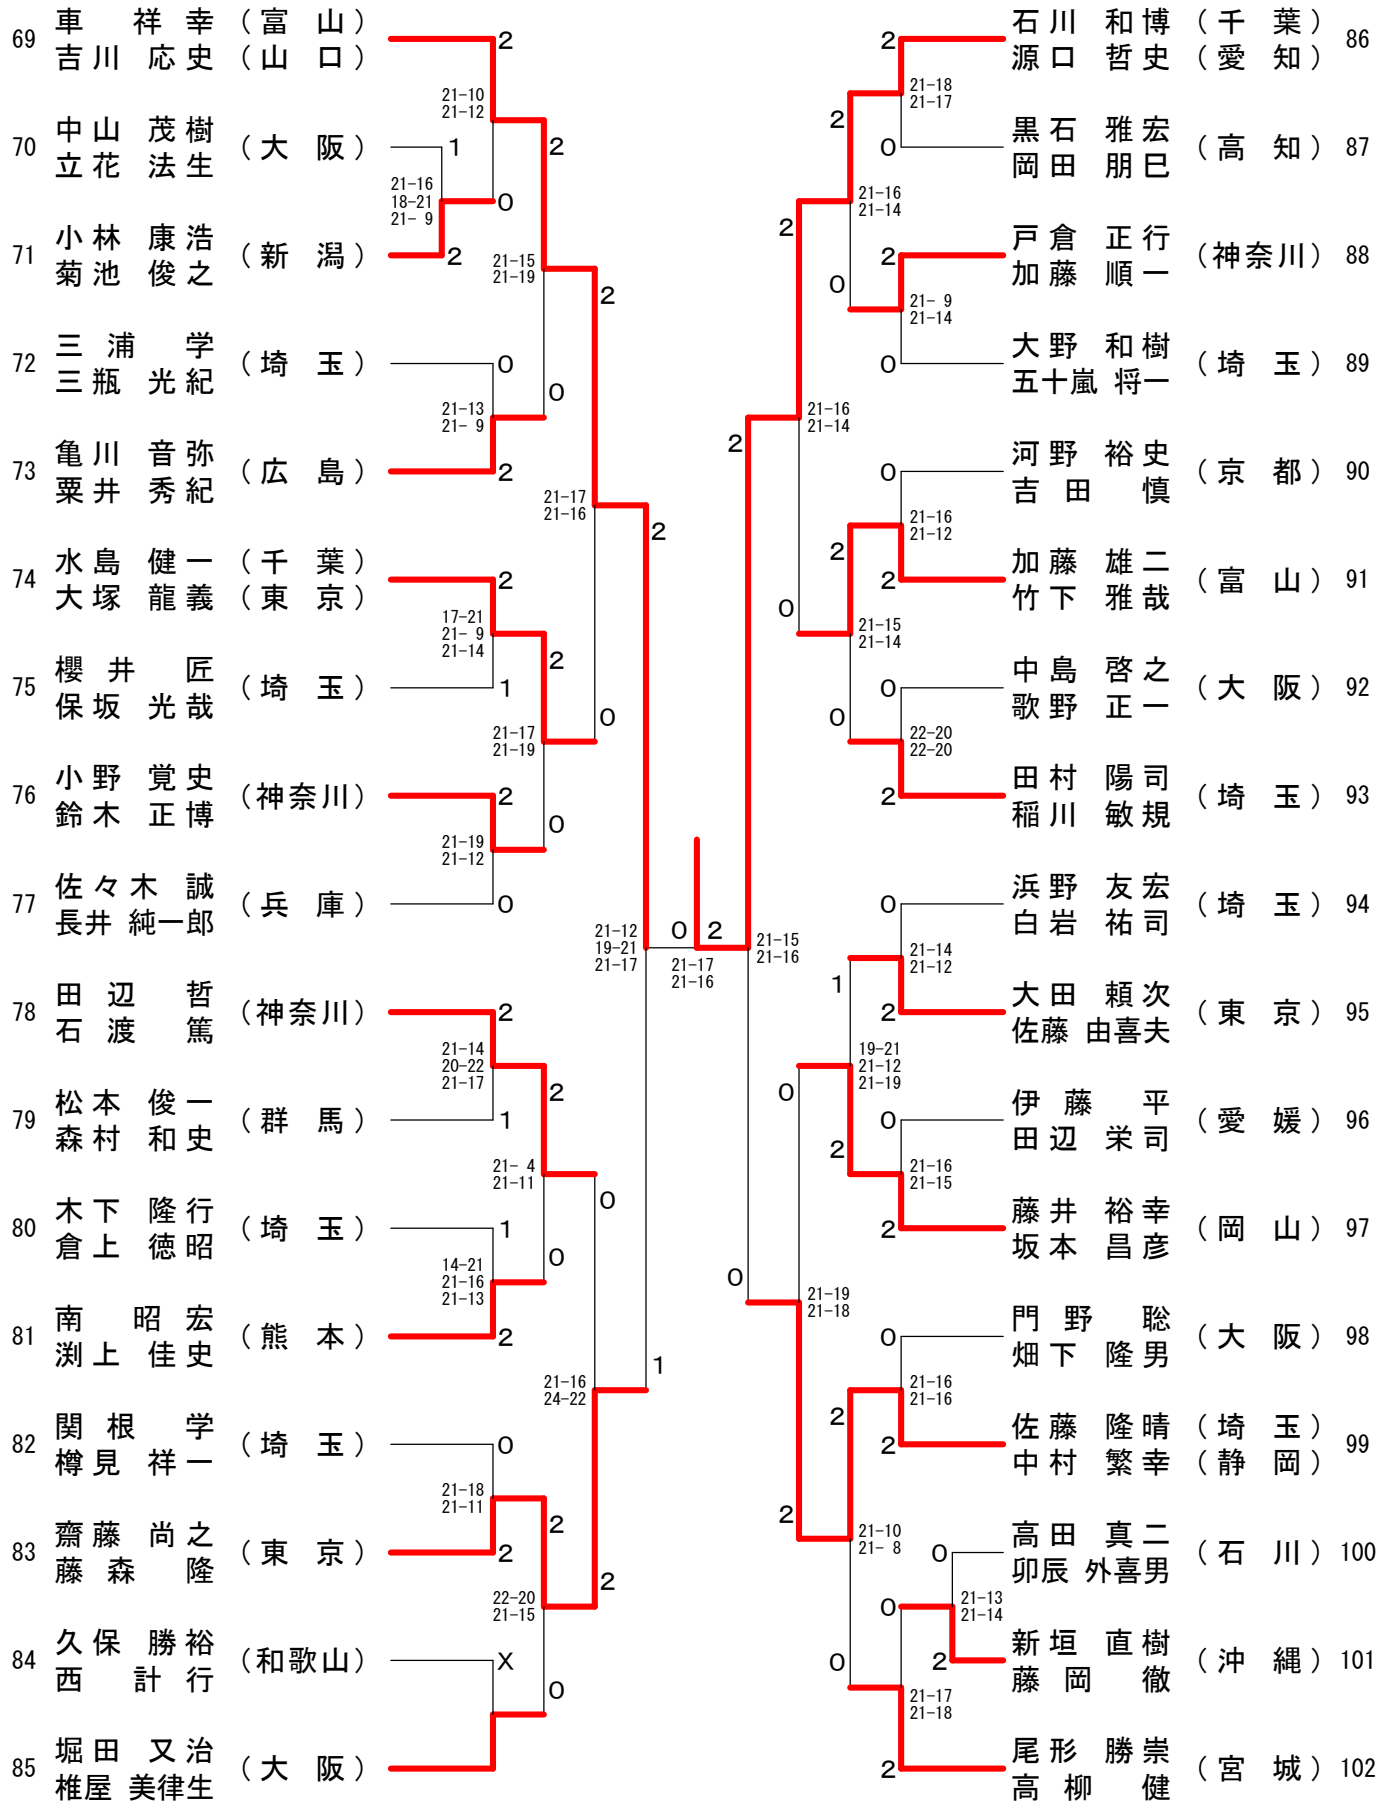 69 車 祥幸 (富山)
吉川 応史 (山口)
2
21-10
21-12
70 中山 茂樹
立花 法生 (大阪)
1
2
21-16
18-21
21- 9
0
71 小林 康浩
菊池 俊之 (新潟)
2
21-15
21-19
2
72 三浦 学
三瓶 光紀 (埼玉)
0
21-13
21- 9
0
73 亀川 音弥
粟井 秀紀 (広島)
2
21-17
21-16
2
74 水島 健一 (千葉)
大塚 龍義 (東京)
2
17-21
21- 9
21-14
2
75 櫻井 匠
保坂 光哉 (埼玉)
1
0
21-17
21-19
76 小野 覚史
鈴木 正博 (神奈川)
2
0
21-19
21-12
77 佐々木 誠
長井 純一郎 (兵庫)
0
21-12
19-21
21-17
0
2
21-17
21-16
78 田辺 哲
石渡 篤 (神奈川)
2
21-14
20-22
21-17
2
79 松本 俊一
森村 和史 (群馬)
1
21- 4
21-11
0
80 木下 隆行
倉上 徳昭 (埼玉)
1
0
14-21
21-16
21-13
81 南 昭宏
渕上 佳史 (熊本)
2
1
21-16
24-22
82 関根 学
樽見 祥一 (埼玉)
0
21-18
21-11
2
83 齋藤 尚之
藤森 隆 (東京)
2
2
22-20
21-15
84 久保 勝裕
西 計行 (和歌山)
X
0
85 堀田 又治
椎屋 美律生 (大阪)
2
石川 和博 (千葉) 86
源口 哲史 (愛知)
21-18
21-17
2
0
黒石 雅宏
岡田 朋巳 (高知) 87
21-16
21-14
2
2
戸倉 正行
加藤 順一 (神奈川) 88
0
21- 9
21-14
0
大野 和樹
五十嵐 将一 (埼玉) 89
21-16
21-14
2
0
河野 裕史
吉田 慎 (京都) 90
21-16
21-12
2
2
加藤 雄二
竹下 雅哉 (富山) 91
0
21-15
21-14
0
中島 啓之
歌野 正一 (大阪) 92
0
22-20
22-20
2
田村 陽司
稲川 敏規 (埼玉) 93
0
浜野 友宏
白岩 祐司 (埼玉) 94
21-15
21-16
21-14
21-12
1
2
大田 頼次
佐藤 由喜夫 (東京) 95
19-21
21-12
21-19
0
0
伊藤 平
田辺 栄司 (愛媛) 96
2
21-16
21-15
2
藤井 裕幸
坂本 昌彦 (岡山) 97
0
21-19
21-18
0
門野 聡
畑下 隆男 (大阪) 98
21-16
21-16
2
2
佐藤 隆晴 (埼玉) 99
中村 繁幸 (静岡)
2
21-10
21- 8
0
高田 真二
卯辰 外喜男 (石川) 100
0
21-13
21-14
0
2
新垣 直樹
藤岡 徹 (沖縄) 101
21-17
21-18
2
尾形 勝崇
高柳 健 (宮城) 102